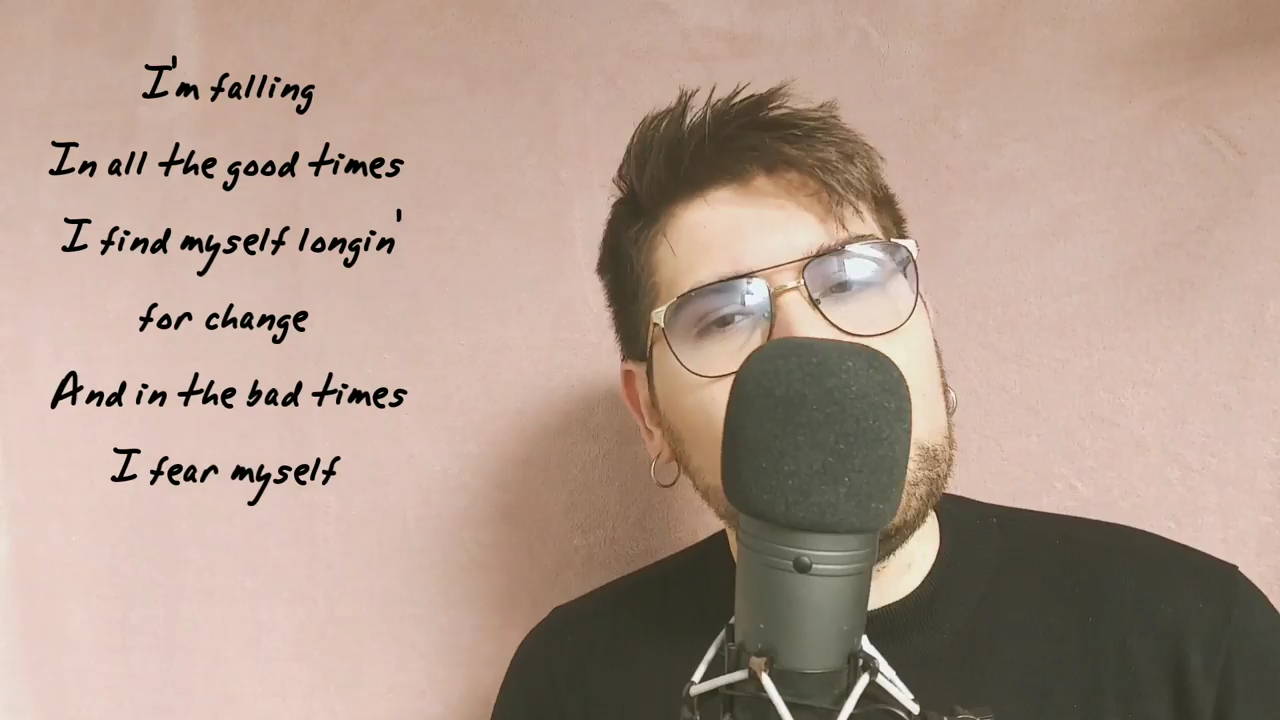 I'm falling
In all the good times
I find myself longin'
for change
And in the bad times
I fear myself